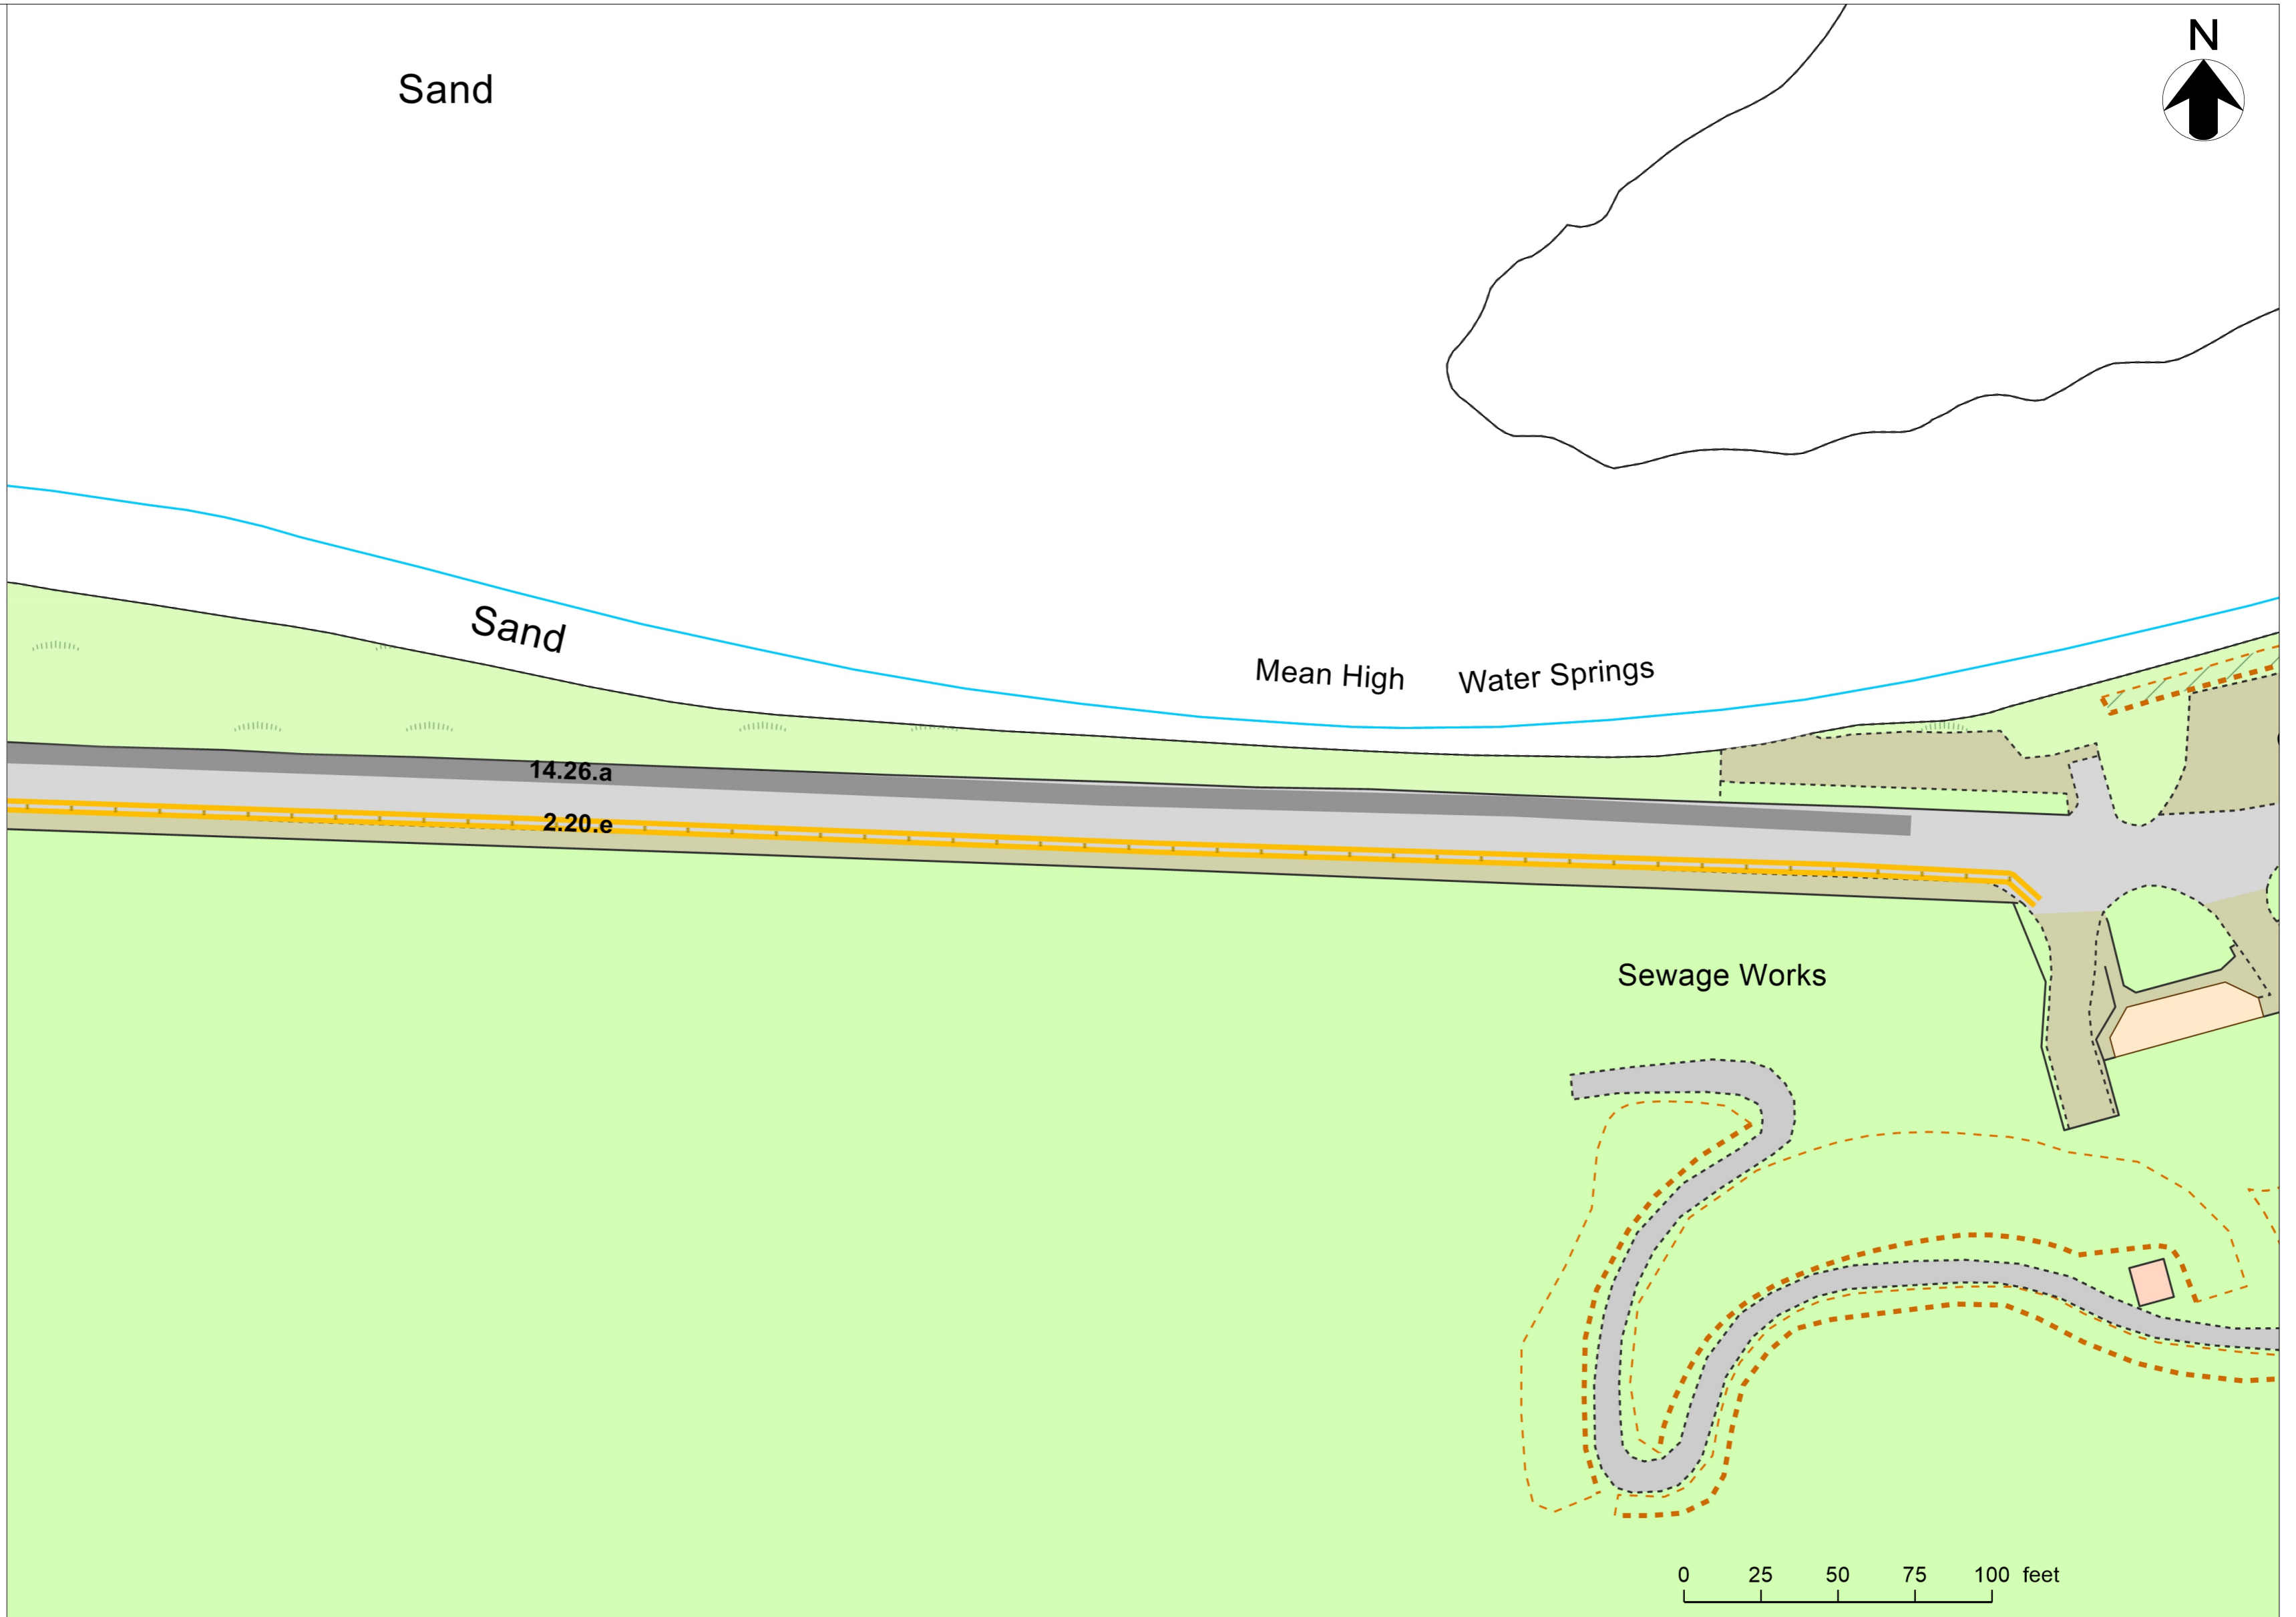 N
Sand
Sand
Mean High Water Springs
14.26.a
2.20.e
Sewage Works
0 25 50 75 100 feet